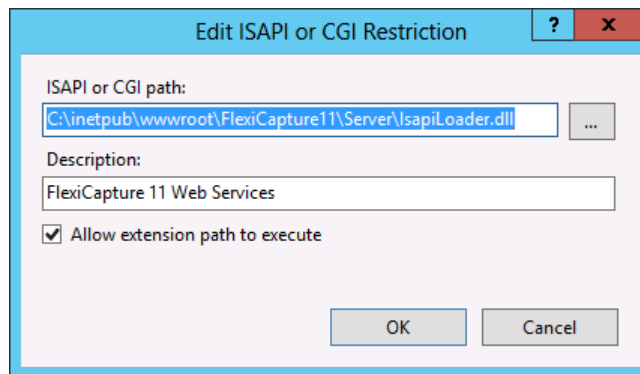 Edit ISAPI or CGI Restriction
?
x
ISAPI or CGI path:
C:\inetpub\wwwroot\FlexiCapture11\Server\IsapiLoader.dll
...
Description:
FlexiCapture 11 Web Services
Allow extension path to execute
OK
Cancel